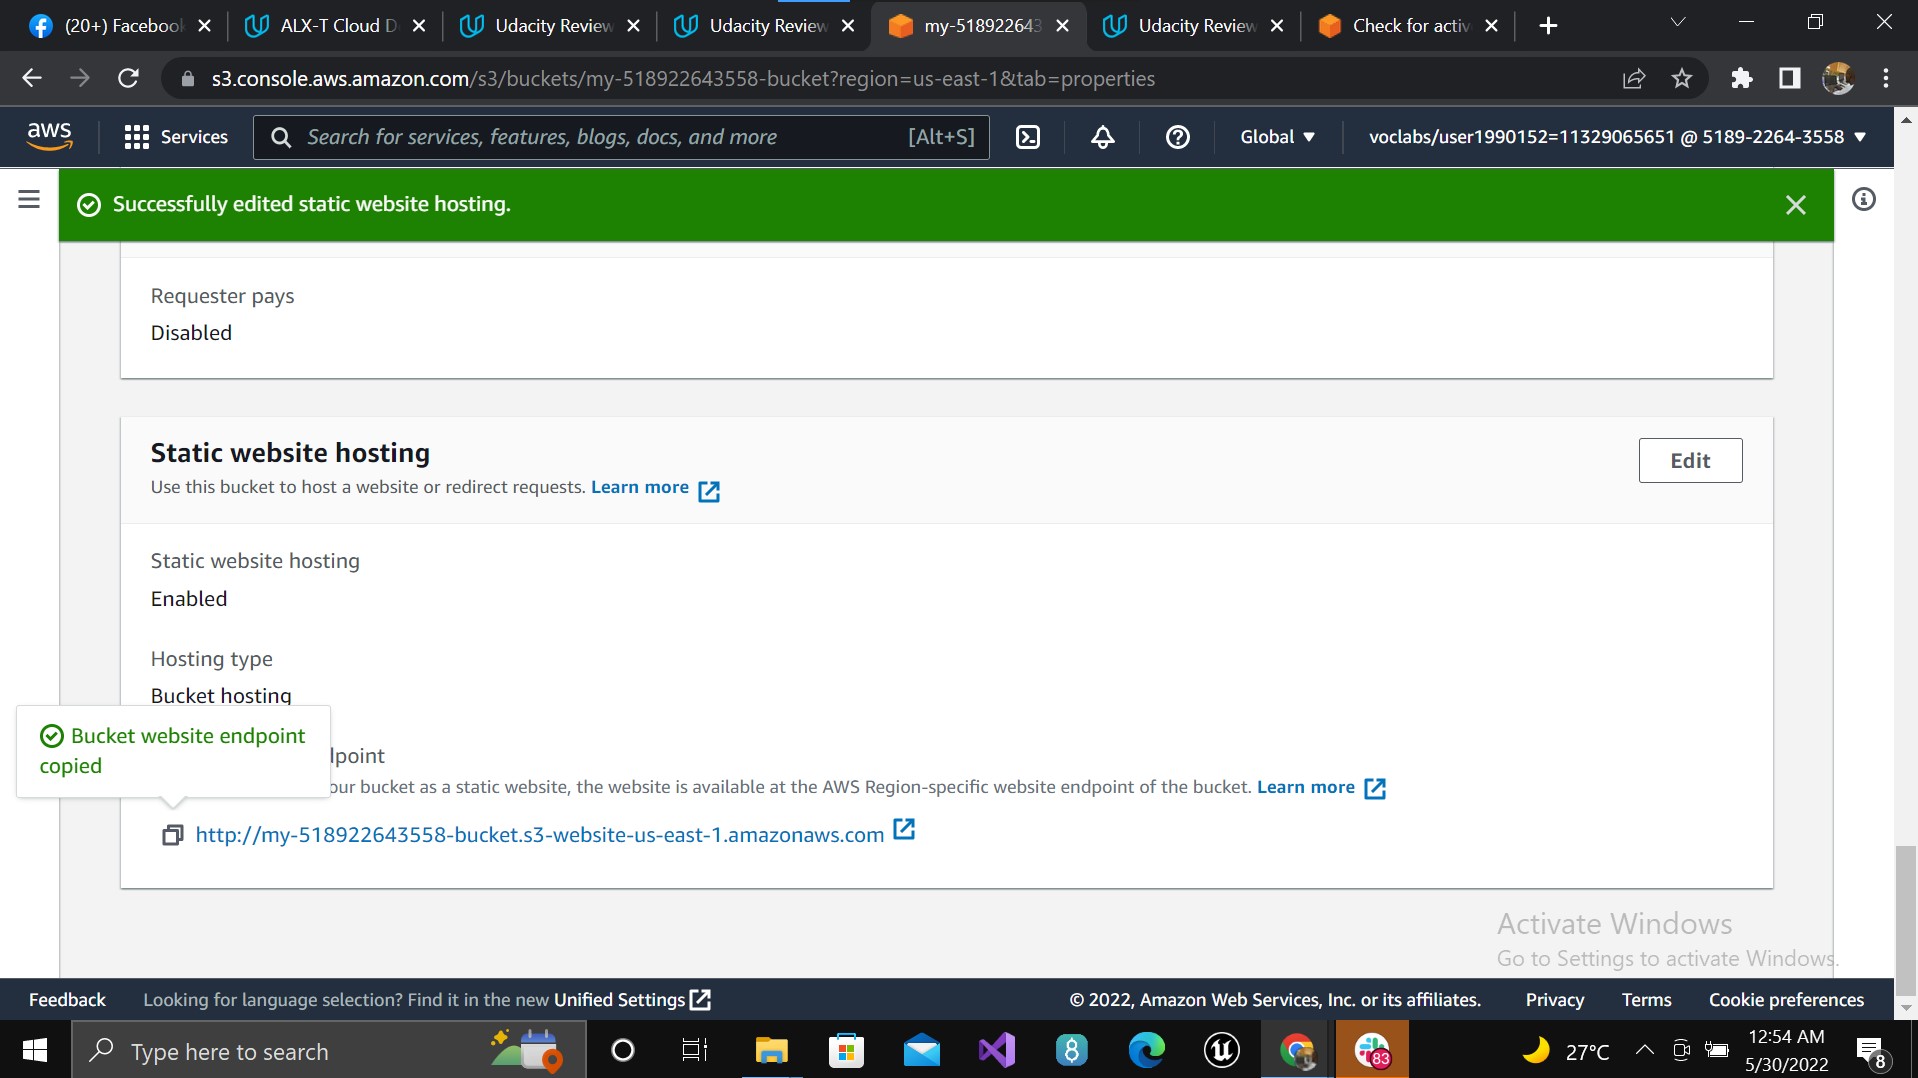 (20+) Facebook
ALX-T Cloud D
Udacity Review
Udacity Review
my-518922643
Udacity Review
Check for activ
s3.console.aws.amazon.com/s3/buckets/my-518922643558-bucket?region=us-east-1&tab=properties
aws
Services
Search for services, features, blogs, docs, and more
[Alt+S]
Global
voclabs/user1990152=11329065651 @ 5189-2264-3558
Successfully edited static website hosting.
Requester pays
Disabled
Static website hosting
Edit
Use this bucket to host a website or redirect requests. Learn more
Static website hosting
Enabled
Hosting type
Bucket hosting
Bucket website endpoint
copied
lpoint
our bucket as a static website, the website is available at the AWS Region-specific website endpoint of the bucket. Learn more
http://my-518922643558-bucket.s3-website-us-east-1.amazonaws.com
Activate Windows
Go to Settings to activate Windows.
Feedback
Looking for language selection? Find it in the new Unified Settings
© 2022, Amazon Web Services, Inc. or its affiliates.
Privacy
Terms
Cookie preferences
Type here to search
83
27°C
12:54 AM
5/30/2022
8